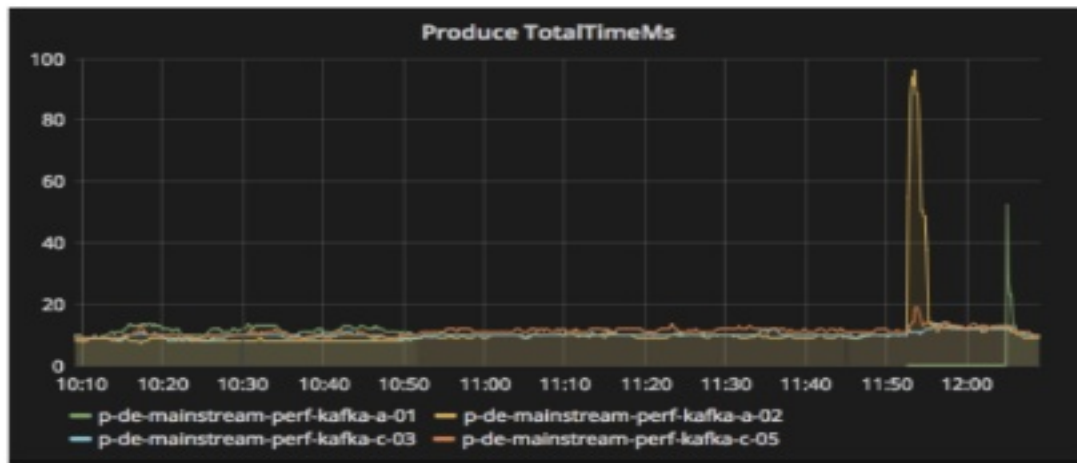 Produce TotalTimeMs
100
80
60
40
20
0
10:10 10:20 10:30 10:40 10:50 11:00 11:10 11:20 11:30 11:40 11:50 12:00
p-de-mainstream-perf-kafka-a-01 p-de-mainstream-perf-kafka-a-02
p-de-mainstream-perf-kafka-c-03 p-de-mainstream-perf-kafka-c-05